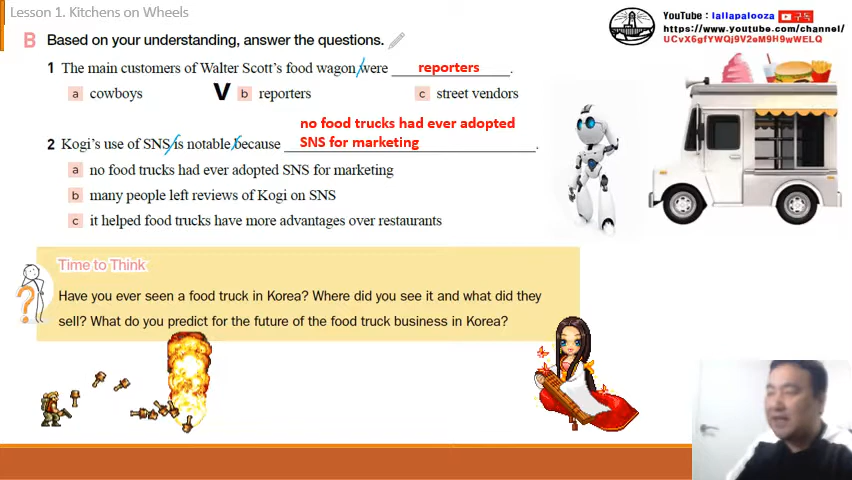 Lesson 1. Kitchens on Wheels
YouTube : lallapalooza 구독
https://www.youtube.com/channel/
UCvX6gfYWQj9V2eM9H9wWELQ
B Based on your understanding, answer the questions.
1 The main customers of Walter Scott's food wagon were reporters.
a cowboys V b reporters c street vendors
no food trucks had ever adopted
2 Kogi's use of SNS is notable because SNS for marketing.
a no food trucks had ever adopted SNS for marketing
b many people left reviews of Kogi on SNS
c it helped food trucks have more advantages over restaurants
Time to Think
Have you ever seen a food truck in Korea? Where did you see it and what did they
sell? What do you predict for the future of the food truck business in Korea?